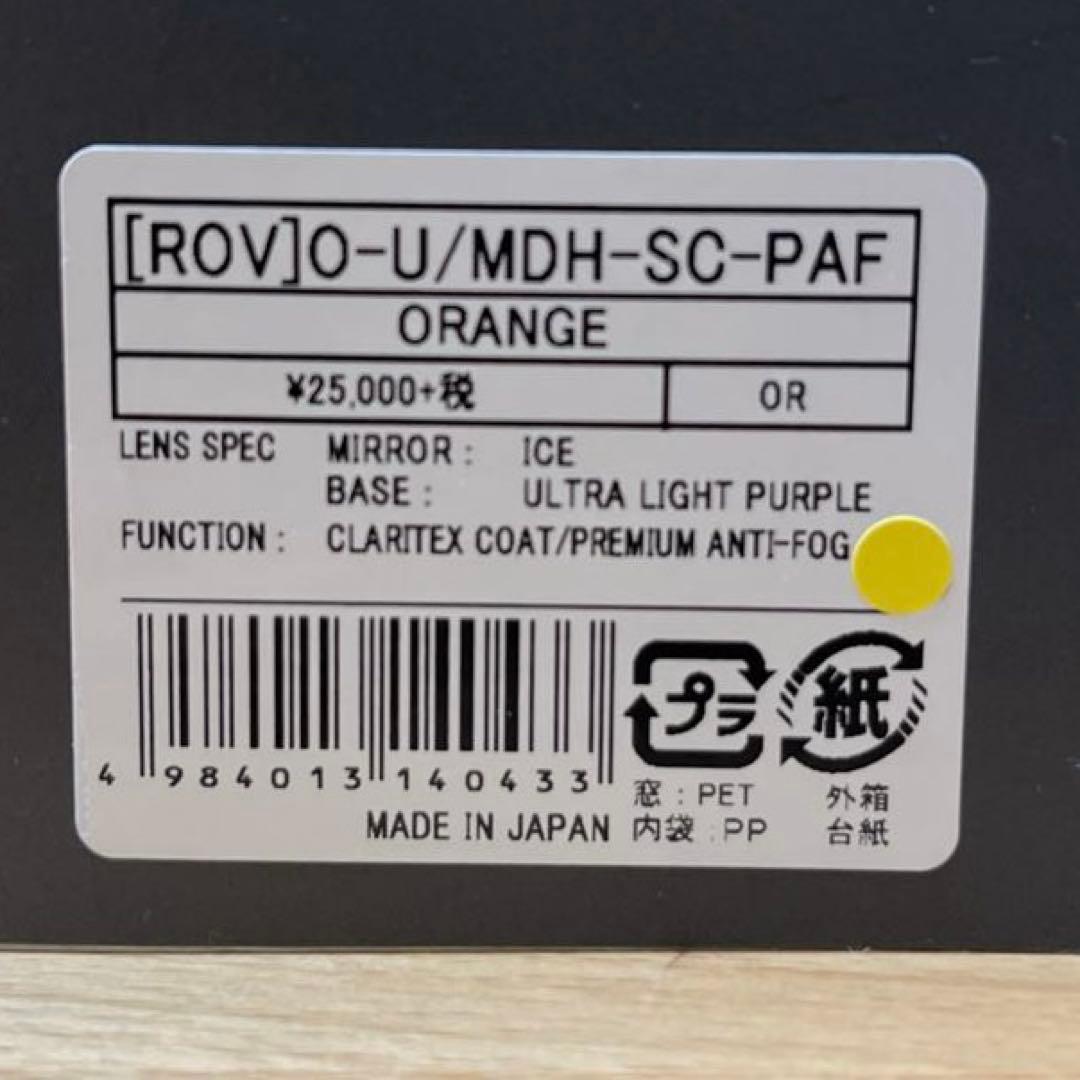 [ROV]O-U/MDH-SC-PAF
ORANGE
¥25,000+税 OR
LENS SPEC MIRROR : ICE
BASE : ULTRA LIGHT PURPLE
FUNCTION : CLARITEX COAT/PREMIUM ANTI-FOG
4 984013 140433
MADE IN JAPAN
プラ
窓 : PET
内袋 : PP
紙
外箱
台紙